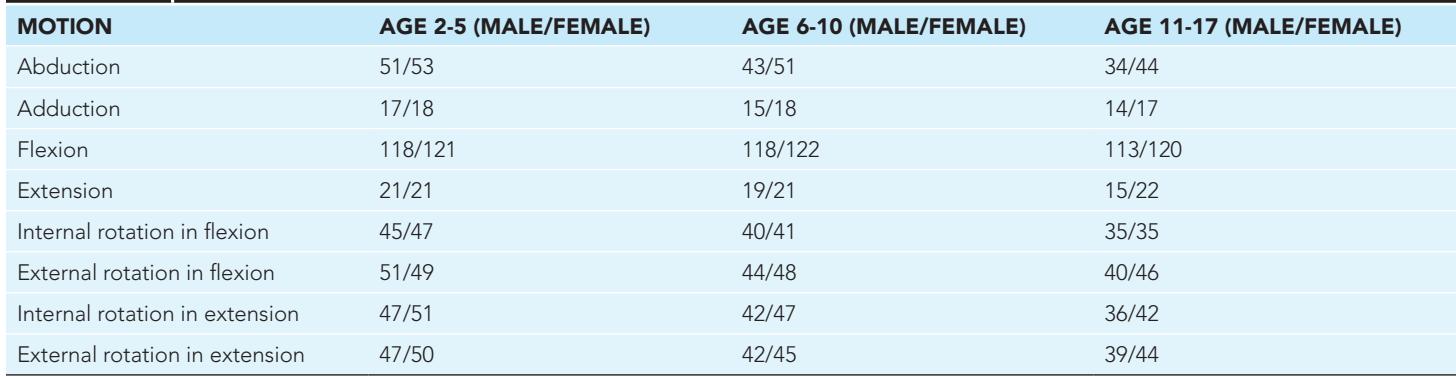 MOTION AGE 2-5 (MALE/FEMALE) AGE 6-10 (MALE/FEMALE) AGE 11-17 (MALE/FEMALE)
Abduction 51/53 43/51 34/44
Adduction 17/18 15/18 14/17
Flexion 118/121 118/122 113/120
Extension 21/21 19/21 15/22
Internal rotation in flexion 45/47 40/41 35/35
External rotation in flexion 51/49 44/48 40/46
Internal rotation in extension 47/51 42/47 36/42
External rotation in extension 47/50 42/45 39/44